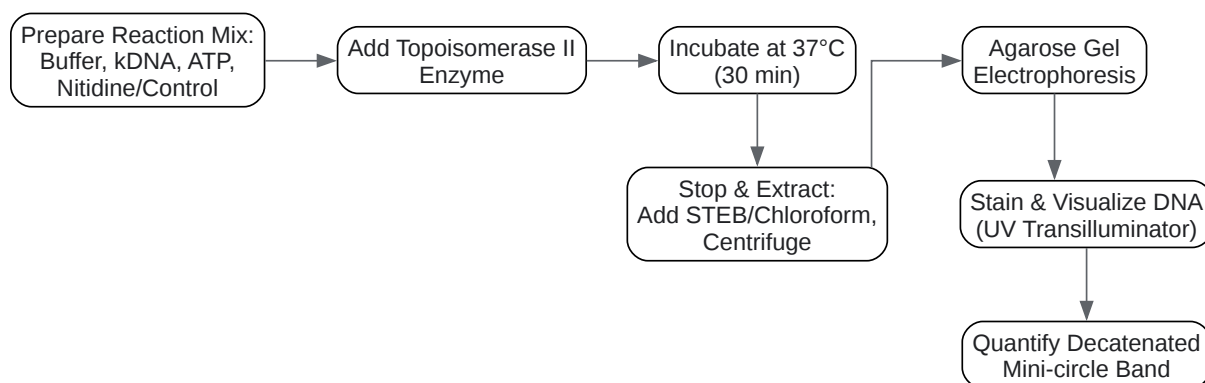 Prepare Reaction Mix:
Buffer, kDNA, ATP,
Nitidine/Control
Add Topoisomerase II
Enzyme
Incubate at 37°C
(30 min)
Stop & Extract:
Add STEB/Chloroform,
Centrifuge
Agarose Gel
Electrophoresis
Stain & Visualize DNA
(UV Transilluminator)
Quantify Decatenated
Mini-circle Band